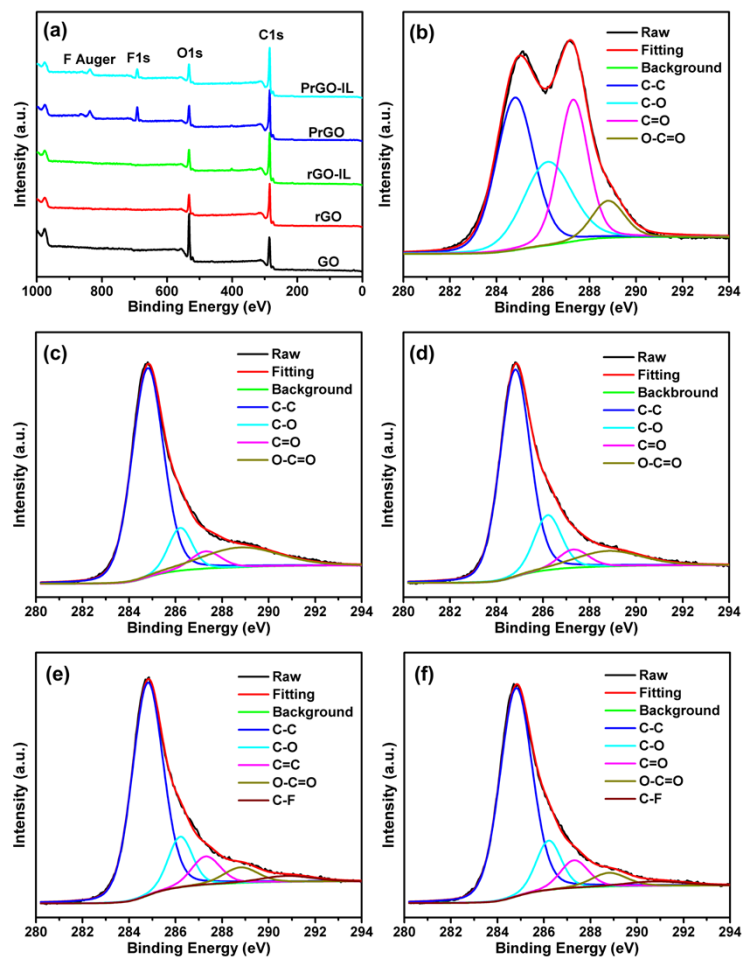 (a)
F Auger
F1s
O1s
C1s
PrGO-IL
PrGO
rGO-IL
rGO
GO
Intensity (a.u.)
1000 800 600 400 200 0
Binding Energy (eV)
(b)
Raw
Fitting
Background
C-C
C-O
C=O
O-C=O
Intensity (a.u.)
280 282 284 286 288 290 292 294
Binding Energy (eV)
(c)
Raw
Fitting
Background
C-C
C-O
C=O
O-C=O
Intensity (a.u.)
280 282 284 286 288 290 292 294
Binding Energy (eV)
(d)
Raw
Fitting
Backbround
C-C
C-O
C=O
O-C=O
Intensity (a.u.)
280 282 284 286 288 290 292 294
Binding Energy (eV)
(e)
Raw
Fitting
Background
C-C
C-O
C=C
O-C=O
C-F
Intensity (a.u.)
280 282 284 286 288 290 292 294
Binding Energy (eV)
(f)
Raw
Fitting
Background
C-C
C-O
C=O
O-C=O
C-F
Intensity (a.u.)
280 282 284 286 288 290 292 294
Binding Energy (eV)